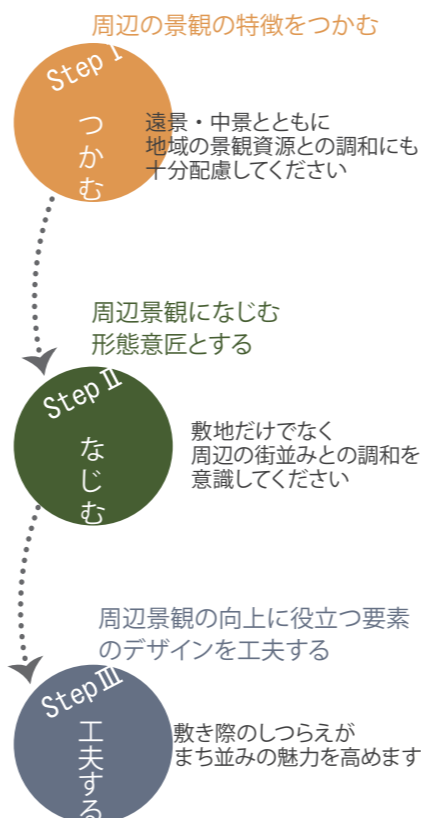 周辺の景観の特徴をつかむ
Step Ⅰ
つかむ
遠景・中景とともに
地域の景観資源との調和にも
十分配慮してください
周辺景観になじむ
形態意匠とする
Step Ⅱ
なじむ
敷地だけでなく
周辺の街並みとの調和を
意識してください
周辺景観の向上に役立つ要素
のデザインを工夫する
Step Ⅲ
工夫する
敷き際のしつらえが
まち並みの魅力を高めます